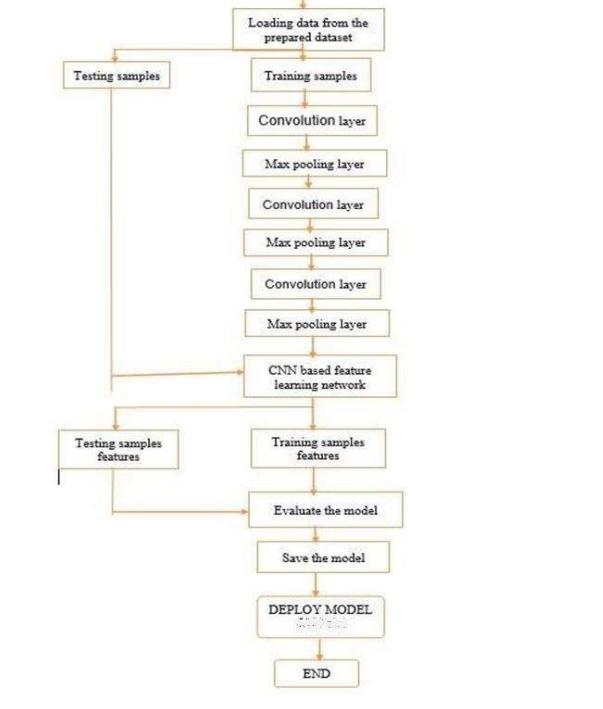 Loading data from the
prepared dataset
Testing samples
Training samples
Convolution layer
Max pooling layer
Convolution layer
Max pooling layer
Convolution layer
Max pooling layer
CNN based feature
learning network
Testing samples
features
Training samples
features
Evaluate the model
Save the model
DEPLOY MODEL
END